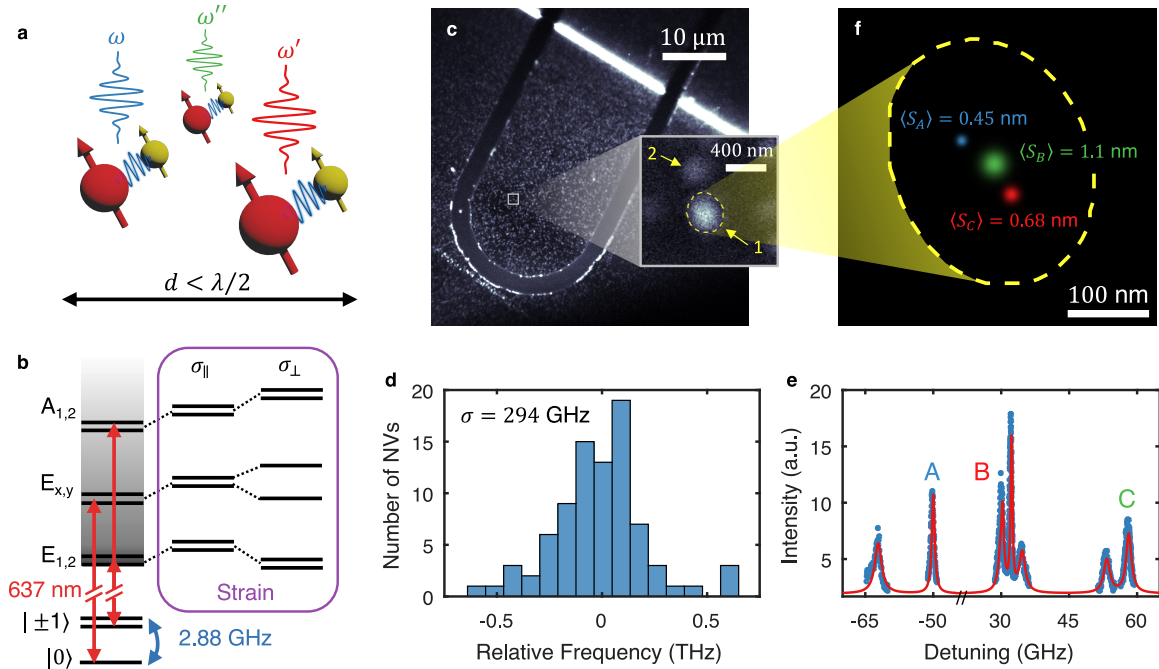 a
ω
ω″
ω′
d < λ/2
b
σ∥
σ⊥
A1,2
Ex,y
E1,2
637 nm
Strain
| ±1⟩
2.88 GHz
|0⟩
c
10 μm
2
400 nm
1
f
⟨SA⟩ = 0.45 nm
⟨SB⟩ = 1.1 nm
⟨SC⟩ = 0.68 nm
100 nm
d
20
15
10
5
0
Number of NVs
σ = 294 GHz
-0.5
0
0.5
Relative Frequency (THz)
e
20
15
10
5
Intensity (a.u.)
A
B
C
-65
-50
30
45
60
Detuning (GHz)